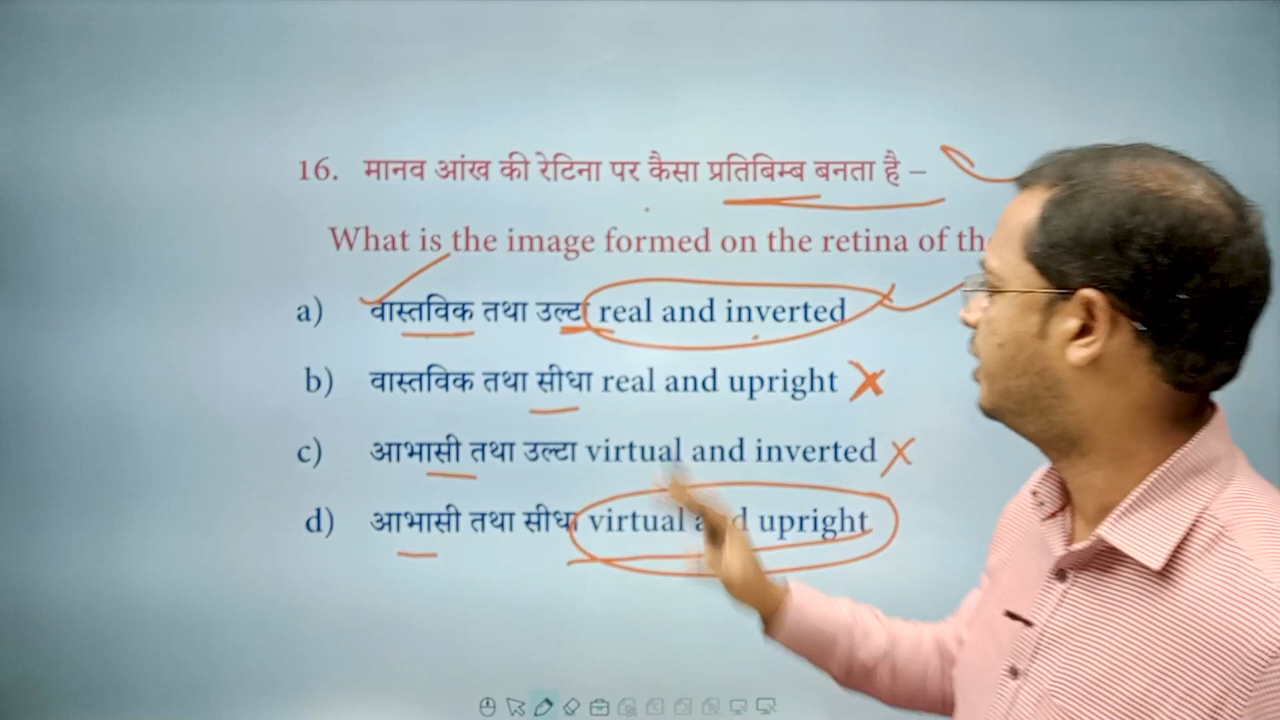 16. मानव आंख की रेटिना पर कैसा प्रतिबिम्ब बनता है –
What is the image formed on the retina of
a) वास्तविक तथा उल्टा real and inverted
b) वास्तविक तथा सीधा real and upright
c) आभासी तथा उल्टा virtual and inverted
d) आभासी तथा सीधा virtual and upright